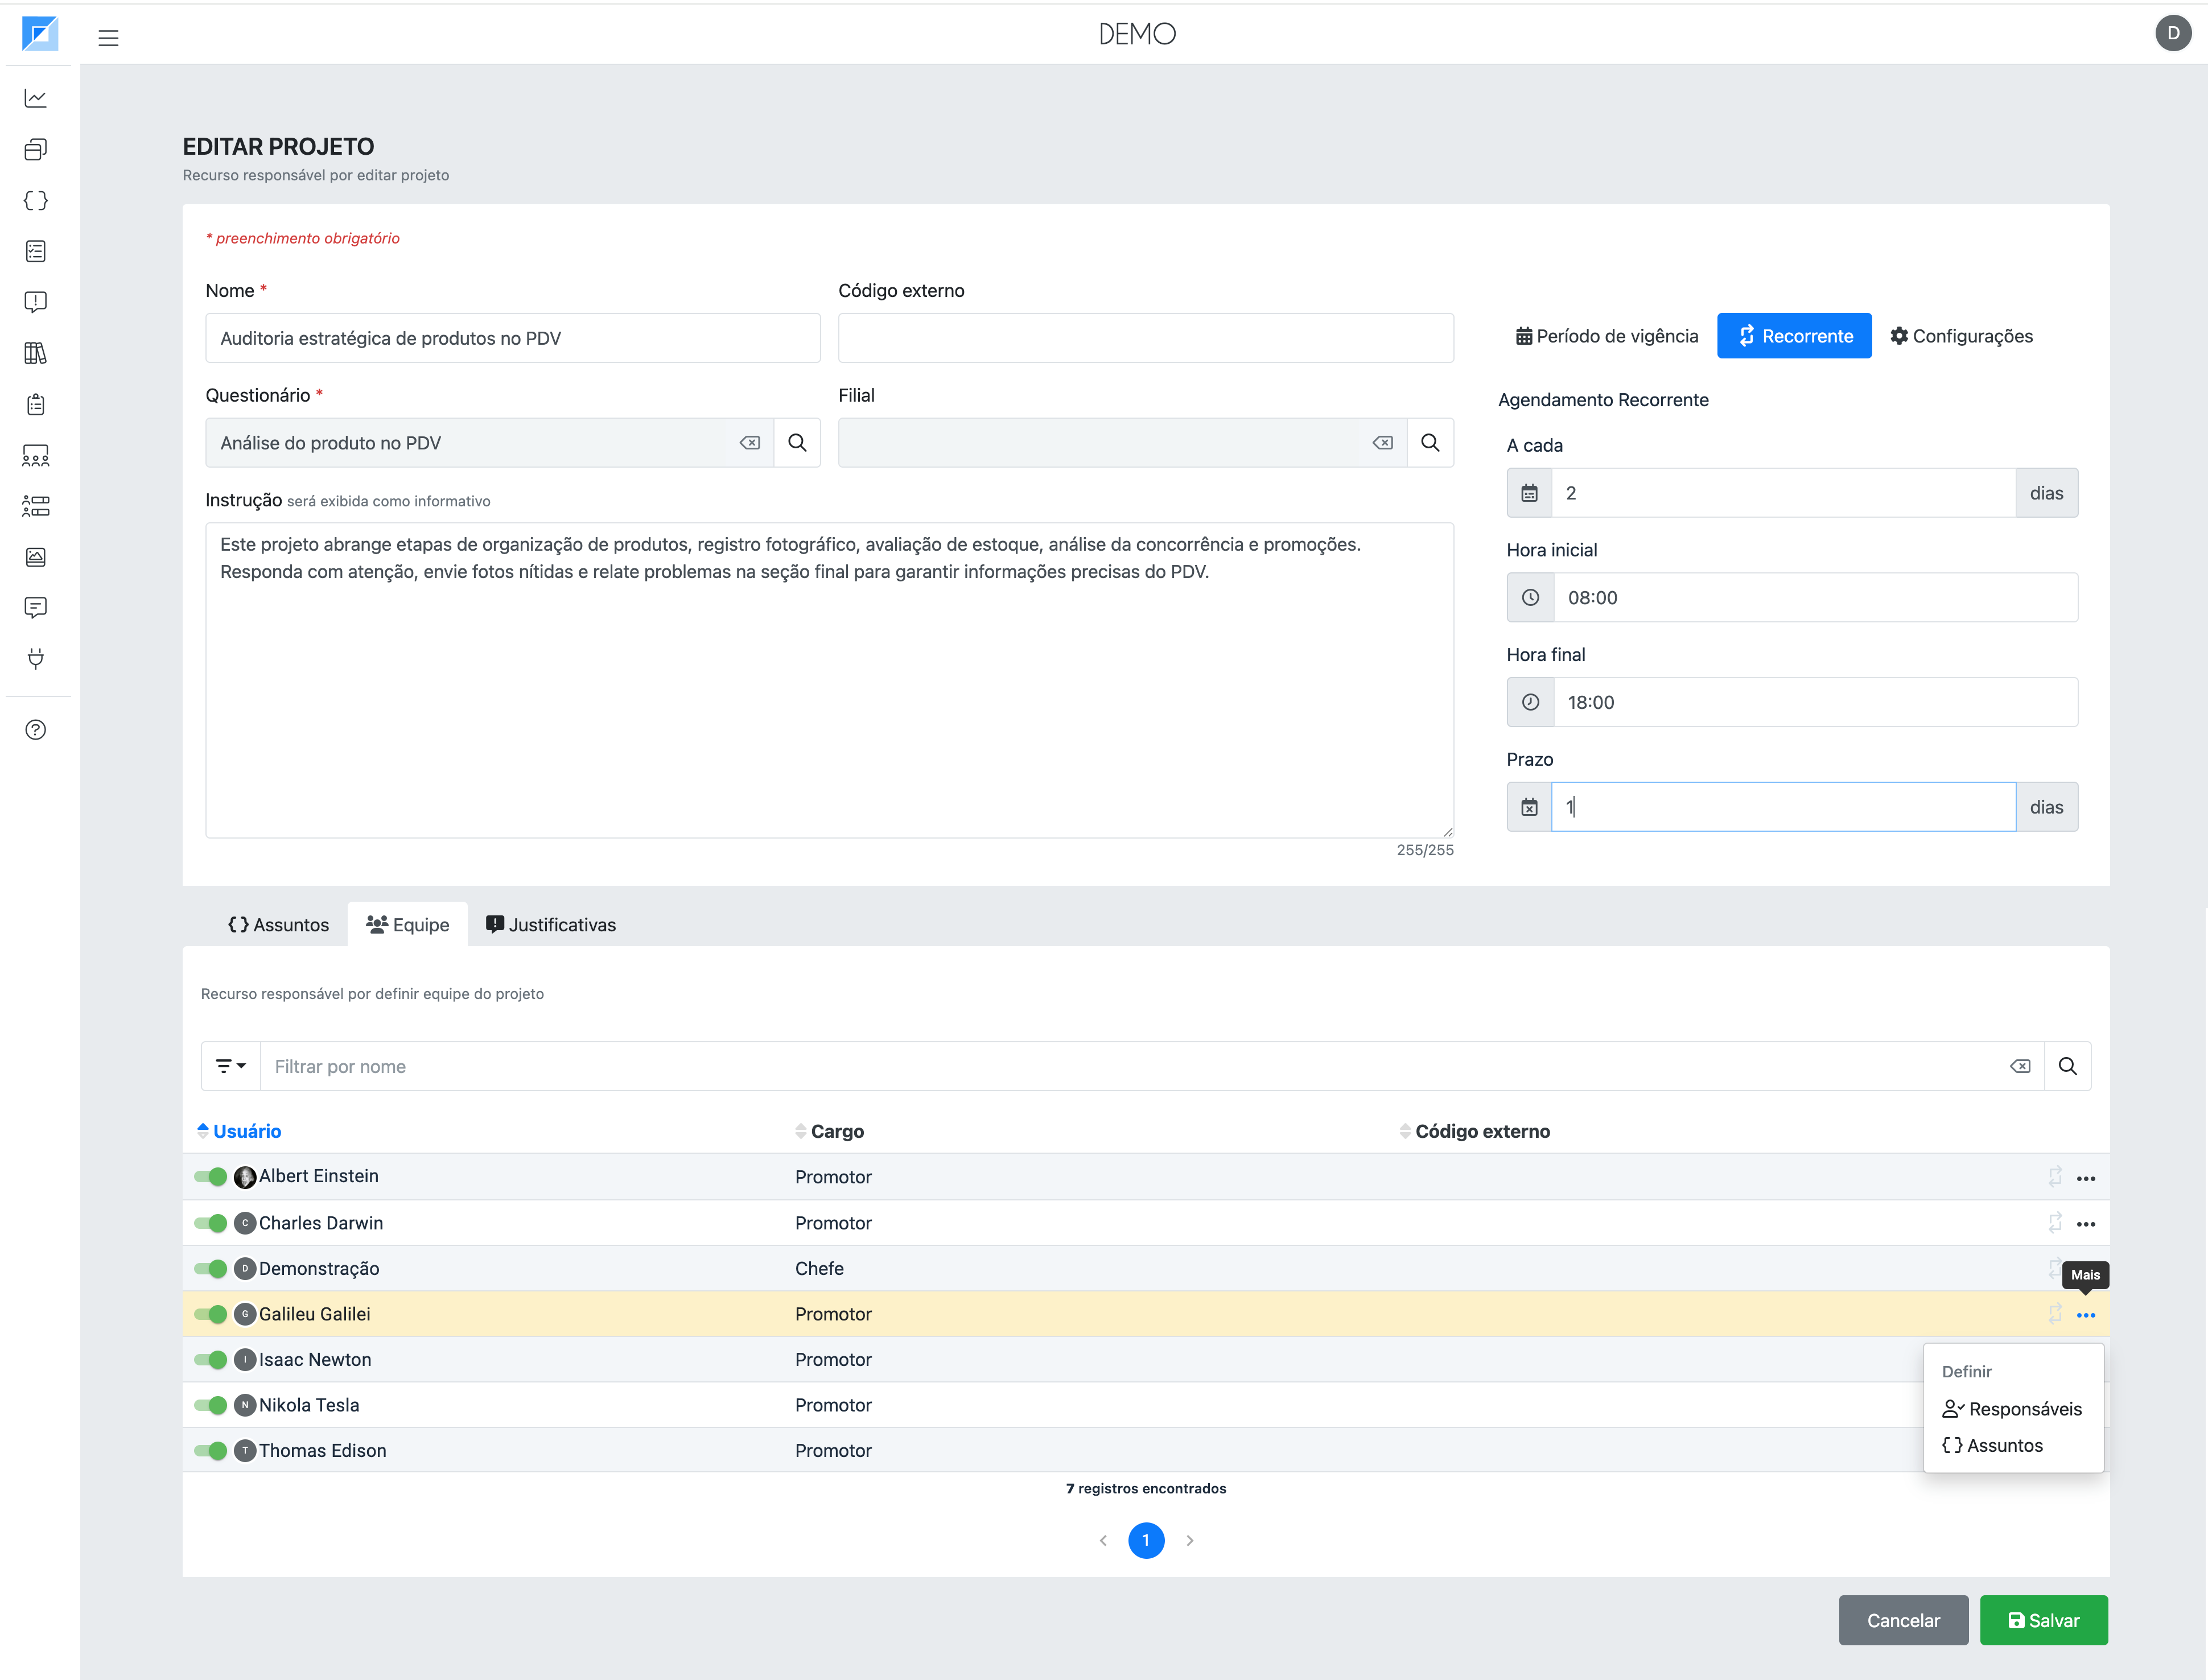 DEMO
D
EDITAR PROJETO
Recurso responsável por editar projeto
* preenchimento obrigatório
Nome *
Código externo
Auditoria estratégica de produtos no PDV
Período de vigência
Recorrente
Configurações
Questionário *
Filial
Análise do produto no PDV
Agendamento Recorrente
A cada
2
dias
Instrução será exibida como informativo
Este projeto abrange etapas de organização de produtos, registro fotográfico, avaliação de estoque, análise da concorrência e promoções.
Responda com atenção, envie fotos nítidas e relate problemas na seção final para garantir informações precisas do PDV.
Hora inicial
08:00
Hora final
18:00
Prazo
1
dias
255/255
{} Assuntos
Equipe
Justificativas
Recurso responsável por definir equipe do projeto
Filtrar por nome
Usuário
Cargo
Código externo
Albert Einstein
Promotor
C
Charles Darwin
Promotor
D
Demonstração
Chefe
Mais
G
Galileu Galilei
Promotor
I
Isaac Newton
Promotor
N
Nikola Tesla
Promotor
T
Thomas Edison
Promotor
Definir
Responsáveis
{} Assuntos
7 registros encontrados
1
Cancelar
Salvar